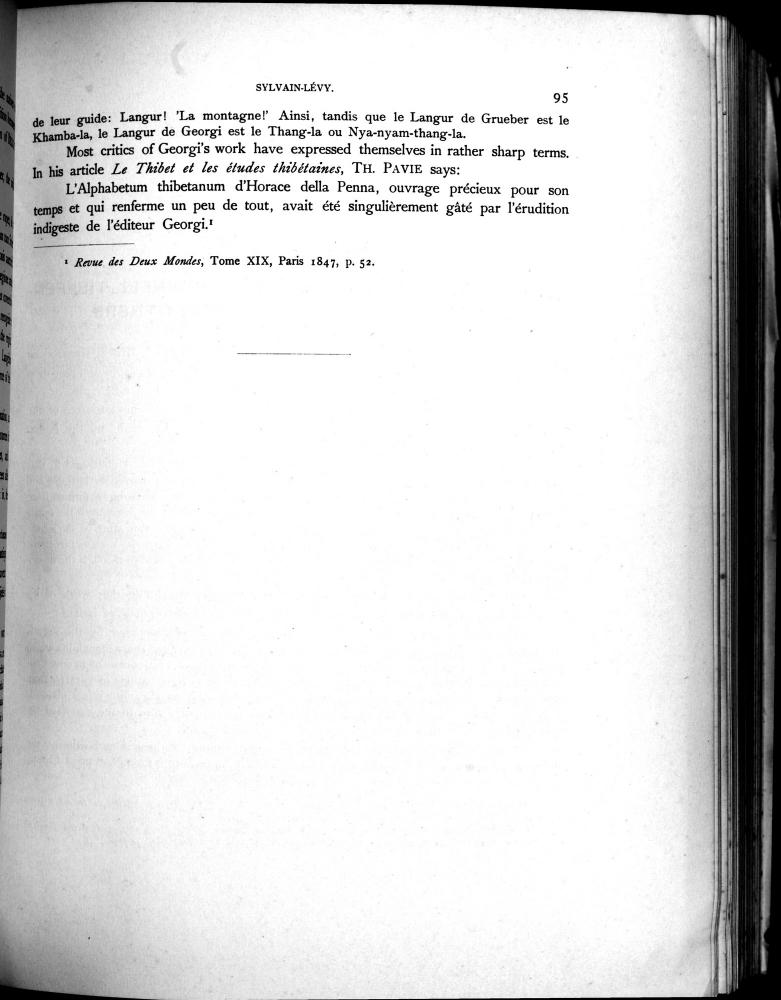 SYLVAIN-LÉVY.
95
de leur guide: Langur! 'La montagne!' Ainsi, tandis que le Langur de Grueber est le
Khamba-la, le Langur de Georgi est le Thang-la ou Nya-nyam-thang-la.
Most critics of Georgi's work have expressed themselves in rather sharp terms.
In his article Le Thibet et les études thibétaines, TH. PAVIE says:
L'Alphabetum thibetanum d'Horace della Penna, ouvrage précieux pour son
temps et qui renferme un peu de tout, avait été singulièrement gâté par l'érudition
indigeste de l'éditeur Georgi.¹
¹ Revue des Deux Mondes, Tome XIX, Paris 1847, p. 52.